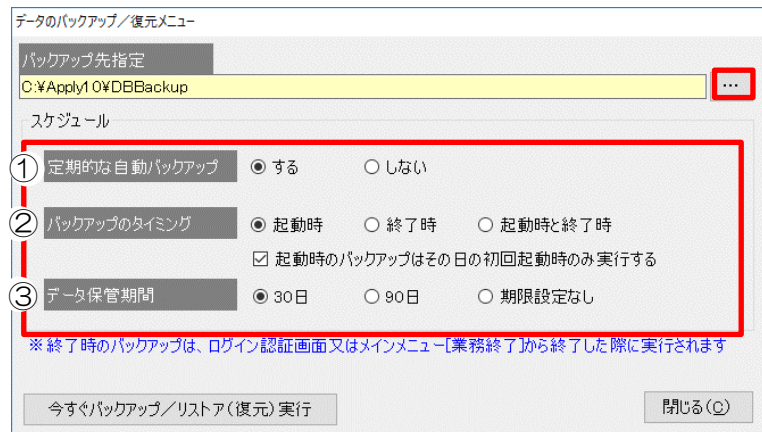 データのバックアップ／復元メニュー
バックアップ先指定
C:¥Apply10¥DBBackup
...
スケジュール
① 定期的な自動バックアップ する しない
② バックアップのタイミング 起動時 終了時 起動時と終了時
起動時のバックアップはその日の初回起動時のみ実行する
③ データ保管期間 30日 90日 期限設定なし
※終了時のバックアップは、ログイン認証画面又はメインメニュー[業務終了]から終了した際に実行されます
今すぐバックアップ／リストア(復元)実行 閉じる(C)